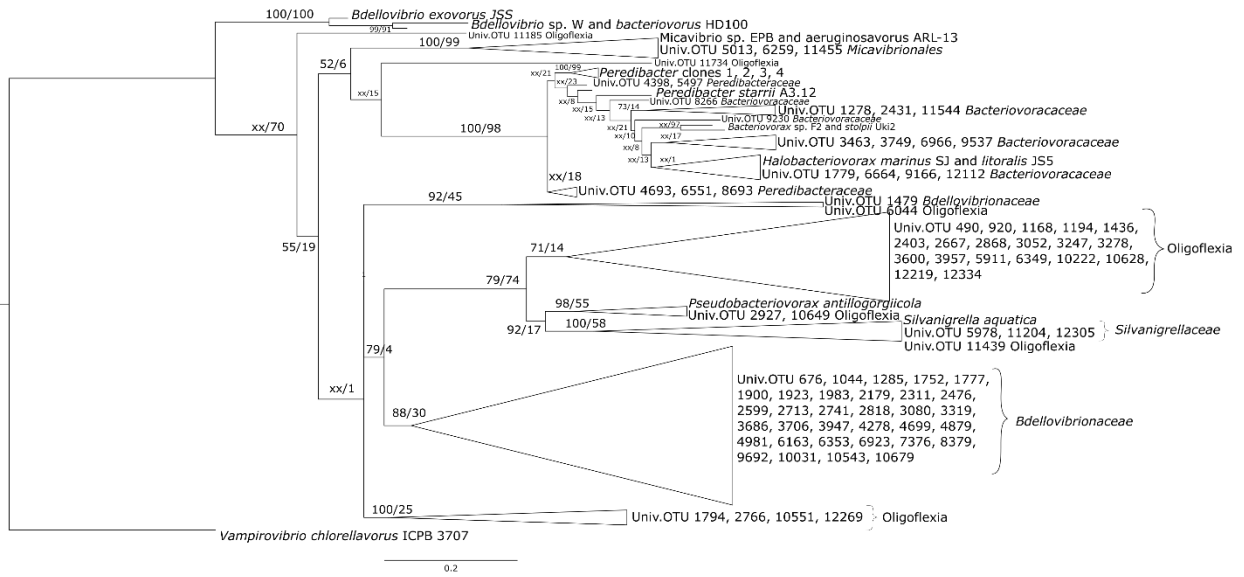 100/100
Bdellovibrio exovorus JSS
Bdellovibrio sp. W and bacteriovorus HD100
99/91
Univ.OTU 11185 Oligoflexia
100/99
Micavibrio sp. EPB and aeruginosavorus ARL-13
Univ.OTU 5013, 6259, 11455 Micavibrionales
52/6
Univ.OTU 11734 Oligoflexia
100/99
xx/21
Peredibacter clones 1, 2, 3, 4
xx/23
Univ.OTU 4398, 5497 Peredibacteraceae
xx/15
Peredibacter starrii A3.12
xx/8
Univ.OTU 8266 Bacteriovoracaceae
xx/15
73/14
Univ.OTU 1278, 2431, 11544 Bacteriovoracaceae
xx/13
Univ.OTU 9230 Bacteriovoracaceae
xx/70
100/98
xx/21
xx/97
Bacteriovorax sp. F2 and stolpii Uki2
xx/10
xx/17
Univ.OTU 3463, 3749, 6966, 9537 Bacteriovoracaceae
xx/8
xx/13
xx/1
Halobacteriovorax marinus SJ and litoralis JS5
Univ.OTU 1779, 6664, 9166, 12112 Bacteriovoracaceae
xx/18
Univ.OTU 4693, 6551, 8693 Peredibacteraceae
92/45
Univ.OTU 1479 Bdellovibrionaceae
Univ.OTU 6044 Oligoflexia
55/19
71/14
Univ.OTU 490, 920, 1168, 1194, 1436,
2403, 2667, 2868, 3052, 3247, 3278,
3600, 3957, 5911, 6349, 10222, 10628,
12219, 12334
Oligoflexia
79/74
98/55
Pseudobacteriovorax antillogorgiicola
Univ.OTU 2927, 10649 Oligoflexia
92/17
100/58
Silvanigrella aquatica
Univ.OTU 5978, 11204, 12305
Silvanigrellaceae
Univ.OTU 11439 Oligoflexia
79/4
xx/1
88/30
Univ.OTU 676, 1044, 1285, 1752, 1777,
1900, 1923, 1983, 2179, 2311, 2476,
2599, 2713, 2741, 2818, 3080, 3319,
3686, 3706, 3947, 4278, 4699, 4879,
4981, 6163, 6353, 6923, 7376, 8379,
9692, 10031, 10543, 10679
Bdellovibrionaceae
100/25
Univ.OTU 1794, 2766, 10551, 12269
Oligoflexia
Vampirovibrio chlorellavorus ICPB 3707
0.2